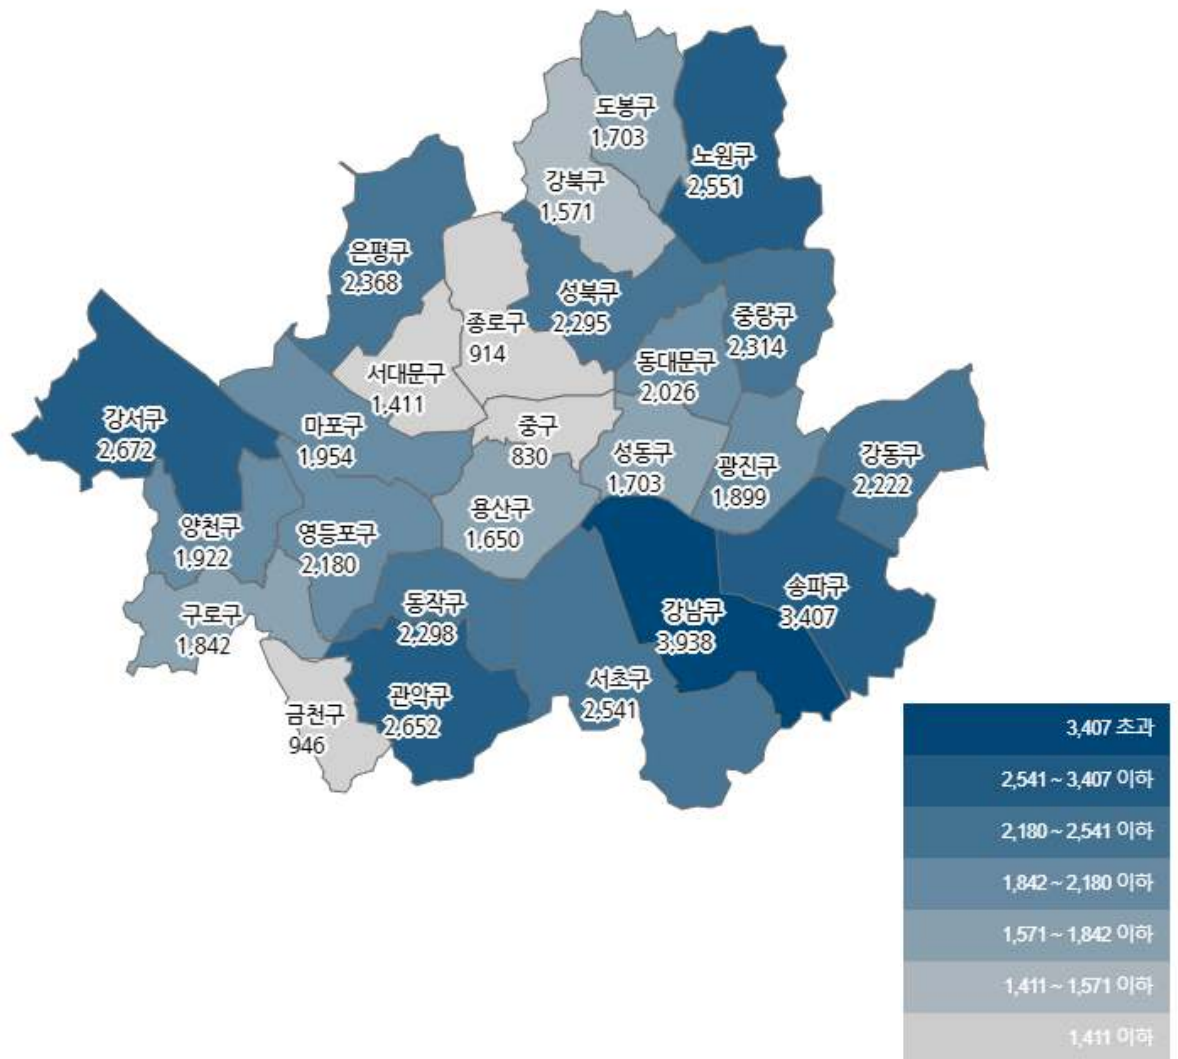 도봉구
1,703
노원구
2,551
강북구
1,571
은평구
2,368
성북구
2,295
종로구
914
중랑구
2,314
동대문구
2,026
서대문구
1,411
강서구
2,672
마포구
1,954
중구
830
성동구
1,703
광진구
1,899
강동구
2,222
양천구
1,922
영등포구
2,180
용산구
1,650
구로구
1,842
동작구
2,298
강남구
3,938
송파구
3,407
서초구
2,541
관악구
2,652
금천구
946
3,407 초과
2,541 ~ 3,407 이하
2,180 ~ 2,541 이하
1,842 ~ 2,180 이하
1,571 ~ 1,842 이하
1,411 ~ 1,571 이하
1,411 이하